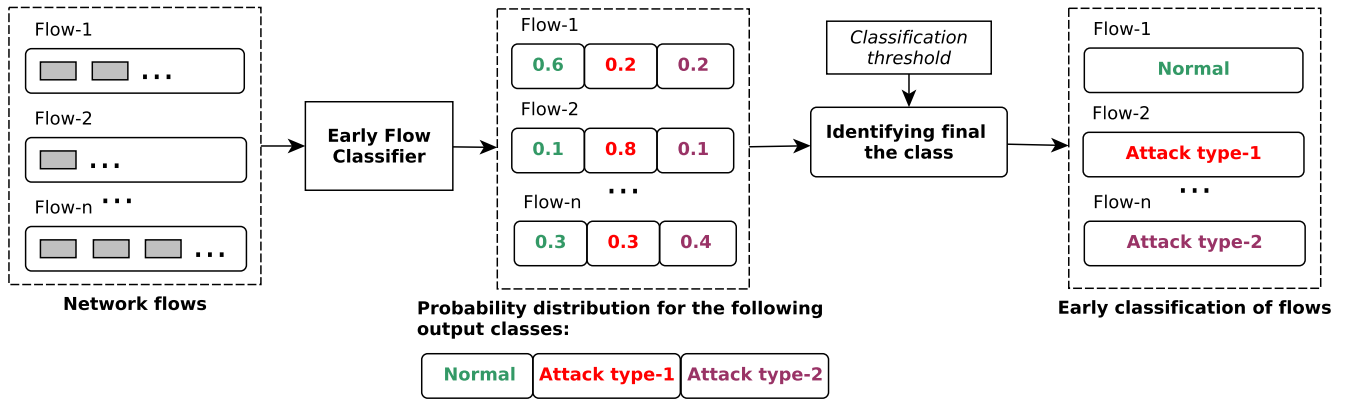 Flow-1
...
Flow-2
...
Flow-n ...
...
Network flows
Early Flow
Classifier
Flow-1
0.6 0.2 0.2
Flow-2
0.1 0.8 0.1
...
Flow-n
0.3 0.3 0.4
Probability distribution for the following
output classes:
Normal Attack type-1 Attack type-2
Classification
threshold
Identifying final
the class
Flow-1
Normal
Flow-2
Attack type-1
...
Flow-n
Attack type-2
Early classification of flows